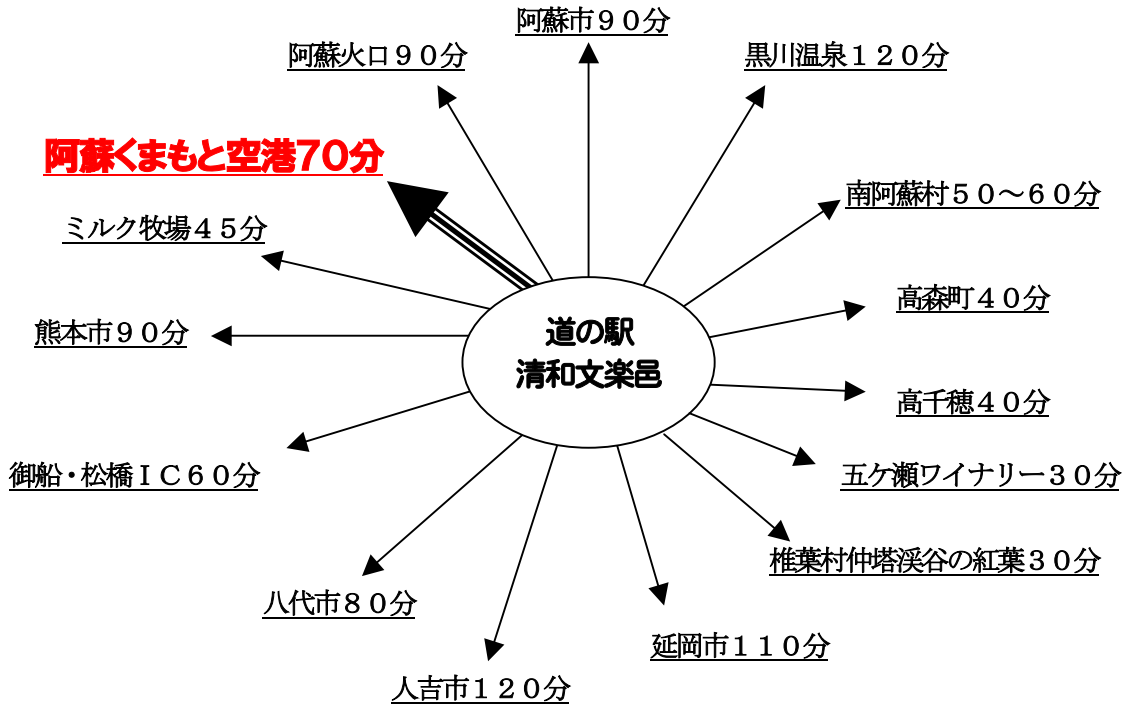 阿蘇市９０分
阿蘇火口９０分
黒川温泉１２０分
阿蘇くまもと空港７０分
南阿蘇村５０～６０分
ミルク牧場４５分
高森町４０分
熊本市９０分
道の駅
清和文楽邑
高千穂４０分
御船・松橋ＩＣ６０分
五ケ瀬ワイナリー３０分
椎葉村仲塔渓谷の紅葉３０分
八代市８０分
延岡市１１０分
人吉市１２０分